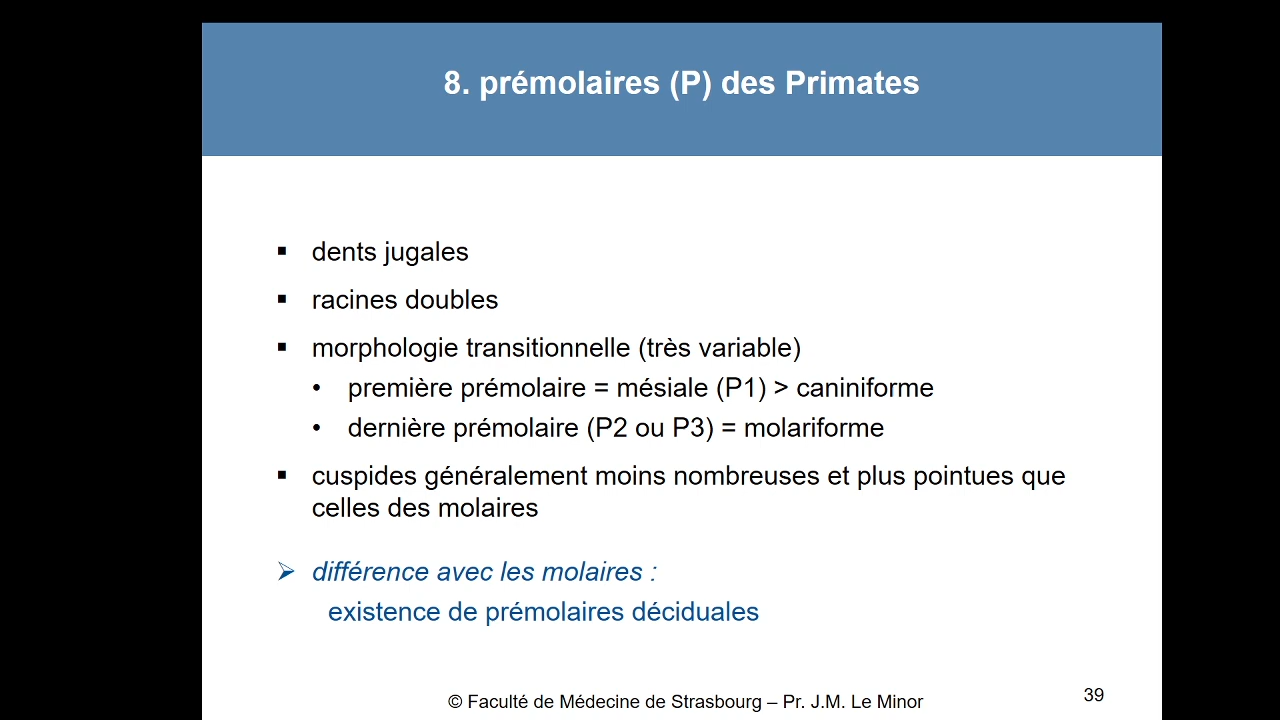 8. prémolaires (P) des Primates
▪ dents jugales
▪ racines doubles
▪ morphologie transitionnelle (très variable)
• première prémolaire = mésiale (P1) > caniniforme
• dernière prémolaire (P2 ou P3) = molariforme
▪ cuspides généralement moins nombreuses et plus pointues que
celles des molaires
➢ différence avec les molaires :
existence de prémolaires déciduales
© Faculté de Médecine de Strasbourg – Pr. J.M. Le Minor
39